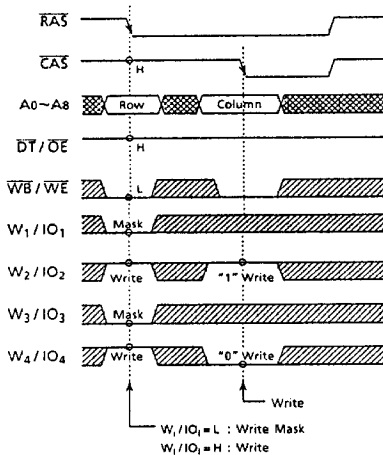 RAS
CAS H
A0~A8 Row Column
DT/OE H
WB/WE L
W1/IO1 Mask
W2/IO2 Write "1" Write
W3/IO3 Mask
W4/IO4 Write "0" Write
Write
Wi/IOi = L : Write Mask
Wi/IOi = H : Write